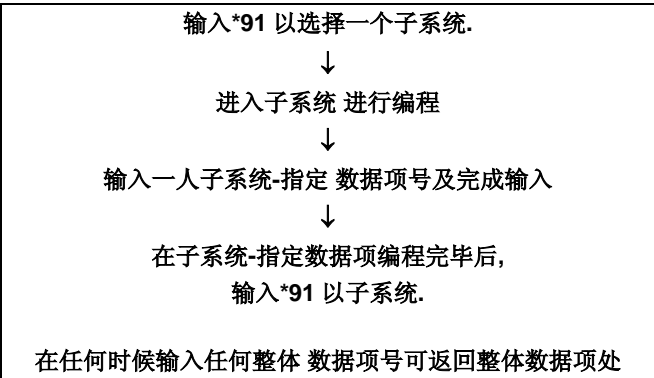 输入*91 以选择一个子系统.
↓
进入子系统 进行编程
↓
输入一人子系统-指定 数据项号及完成输入
↓
在子系统-指定数据项编程完毕后,
输入*91 以子系统.
在任何时候输入任何整体 数据项号可返回整体数据项处